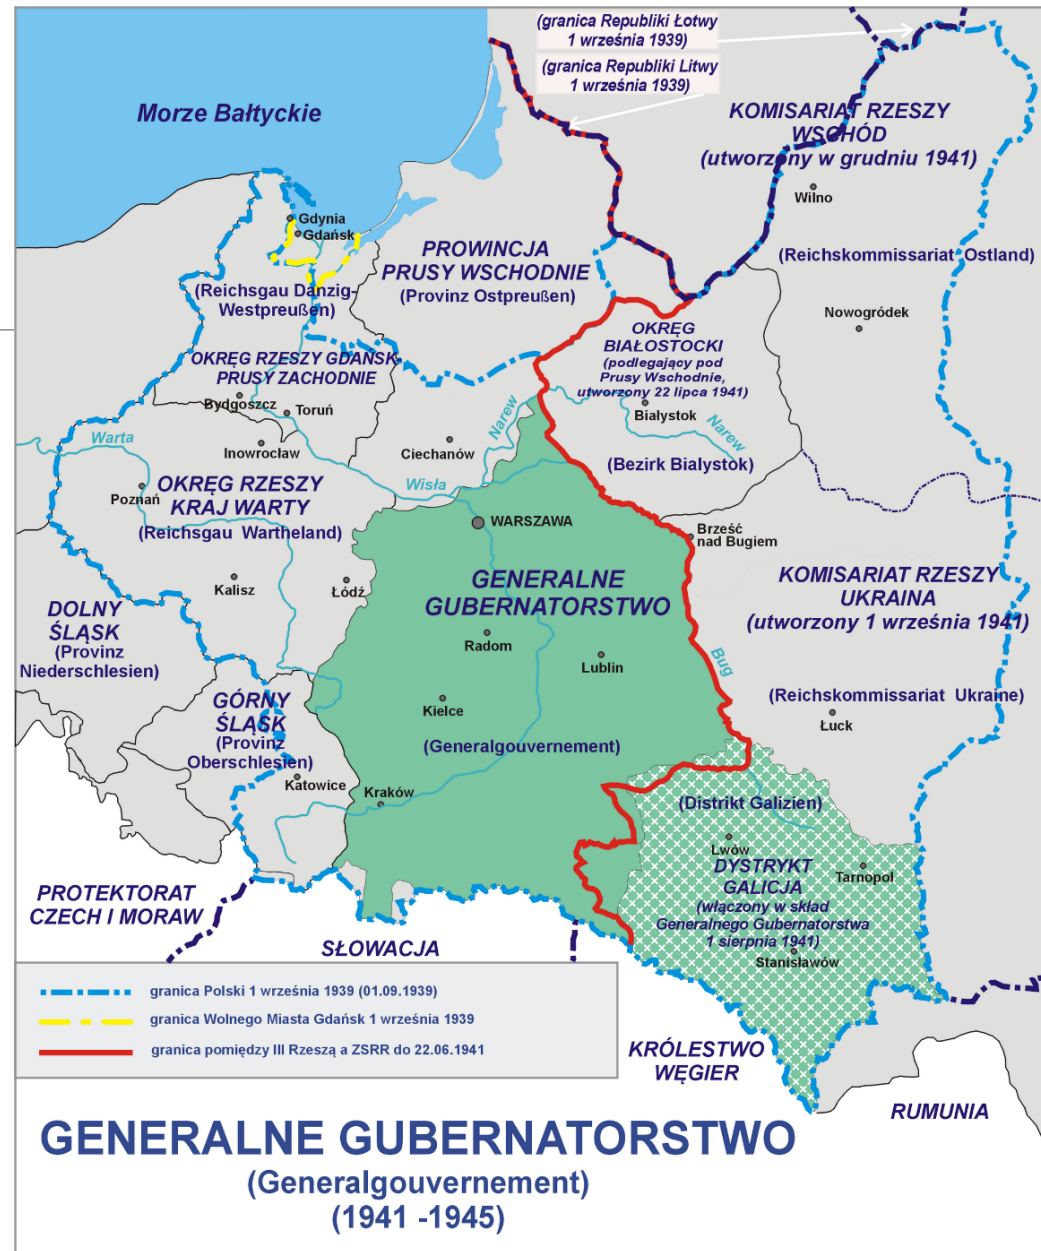 (granica Republiki Łotwy
1 września 1939)
(granica Republiki Litwy
1 września 1939)
Morze Bałtyckie
KOMISARIAT RZESZY
WSCHÓD
(utworzony w grudniu 1941)
Wilno
Gdynia
Gdańsk
PROWINCJA
PRUSY WSCHODNIE
(Provinz Ostpreußen)
(Reichskommissariat Ostland)
(Reichsgau Danzig-
Westpreußen)
Nowogródek
OKRĘG
BIAŁOSTOCKI
(podlegający pod
Prusy Wschodnie,
utworzony 22 lipca 1941)
OKRĘG RZESZY GDAŃSK-
PRUSY ZACHODNIE
Bydgoszcz
Toruń
Białystok
Narew
Narew
Warta
Inowrocław
Ciechanów
(Bezirk Bialystok)
Wisła
Poznań
OKRĘG RZESZY
KRAJ WARTY
(Reichsgau Wartheland)
WARSZAWA
Brześć
nad Bugiem
Kalisz
Łódź
GENERALNE
GUBERNATORSTWO
KOMISARIAT RZESZY
UKRAINA
(utworzony 1 września 1941)
DOLNY
ŚLĄSK
(Provinz
Niederschlesien)
Radom
Lublin
Bug
GÓRNY
ŚLĄSK
(Provinz
Oberschlesien)
Kielce
(Reichskommissariat Ukraine)
Łuck
(Generalgouvernement)
Katowice
Kraków
(Distrikt Galizien)
Lwów
DYSTRYKT
GALICJA
(włączony w skład
Generalnego Gubernatorstwa
1 sierpnia 1941)
Tarnopol
Stanisławów
PROTEKTORAT
CZECH I MORAW
SŁOWACJA
granica Polski 1 września 1939 (01.09.1939)
granica Wolnego Miasta Gdańsk 1 września 1939
granica pomiędzy III Rzeszą a ZSRR do 22.06.1941
KRÓLESTWO
WĘGIER
RUMUNIA
GENERALNE GUBERNATORSTWO
(Generalgouvernement)
(1941 -1945)